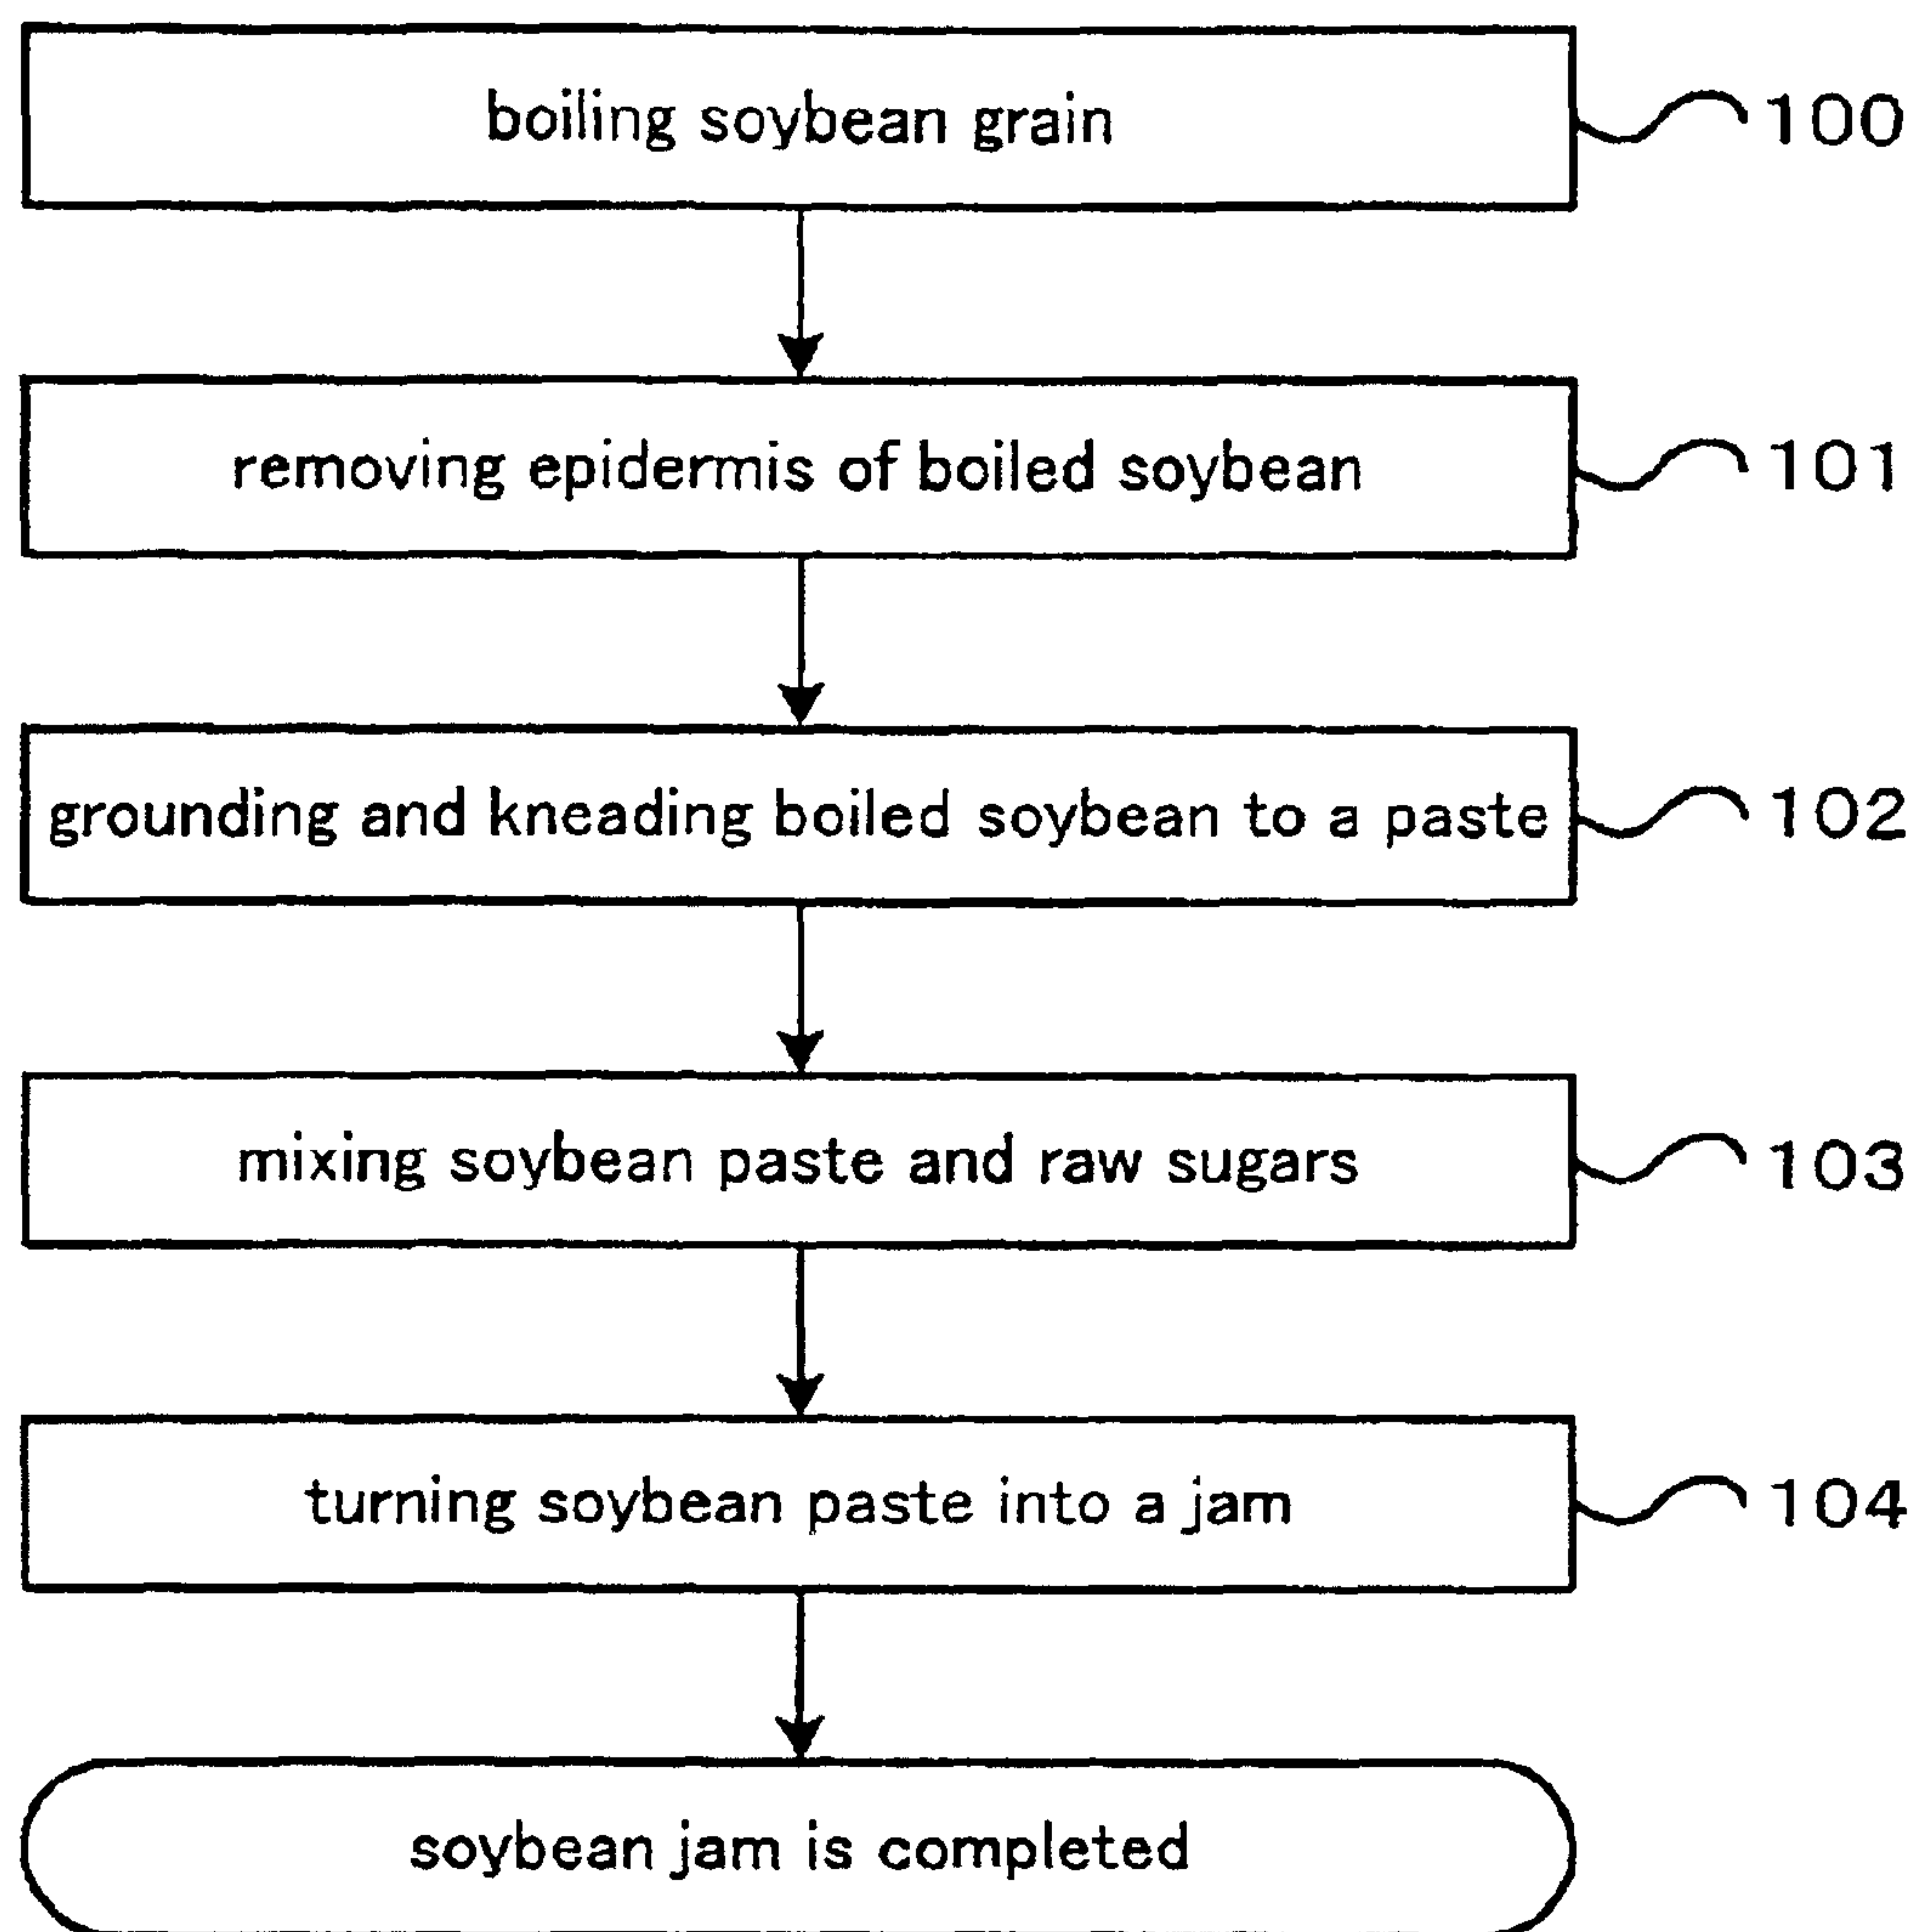 boiling soybean grain 100
removing epidermis of boiled soybean 101
grounding and kneading boiled soybean to a paste 102
mixing soybean paste and raw sugars 103
turning soybean paste into a jam 104
soybean jam is completed